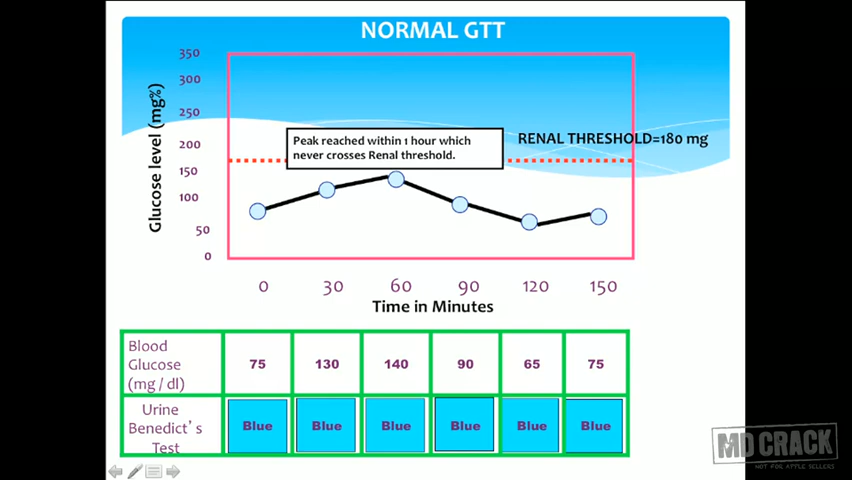 NORMAL GTT
350
300
250
200
150
100
50
0
Glucose level (mg%)
Peak reached within 1 hour which
never crosses Renal threshold.
RENAL THRESHOLD=180 mg
0 30 60 90 120 150
Time in Minutes
Blood
Glucose
(mg / dl)
75 130 140 90 65 75
Urine
Benedict's
Test
Blue Blue Blue Blue Blue Blue
MD CRACK
NOT FOR APPLE SELLERS